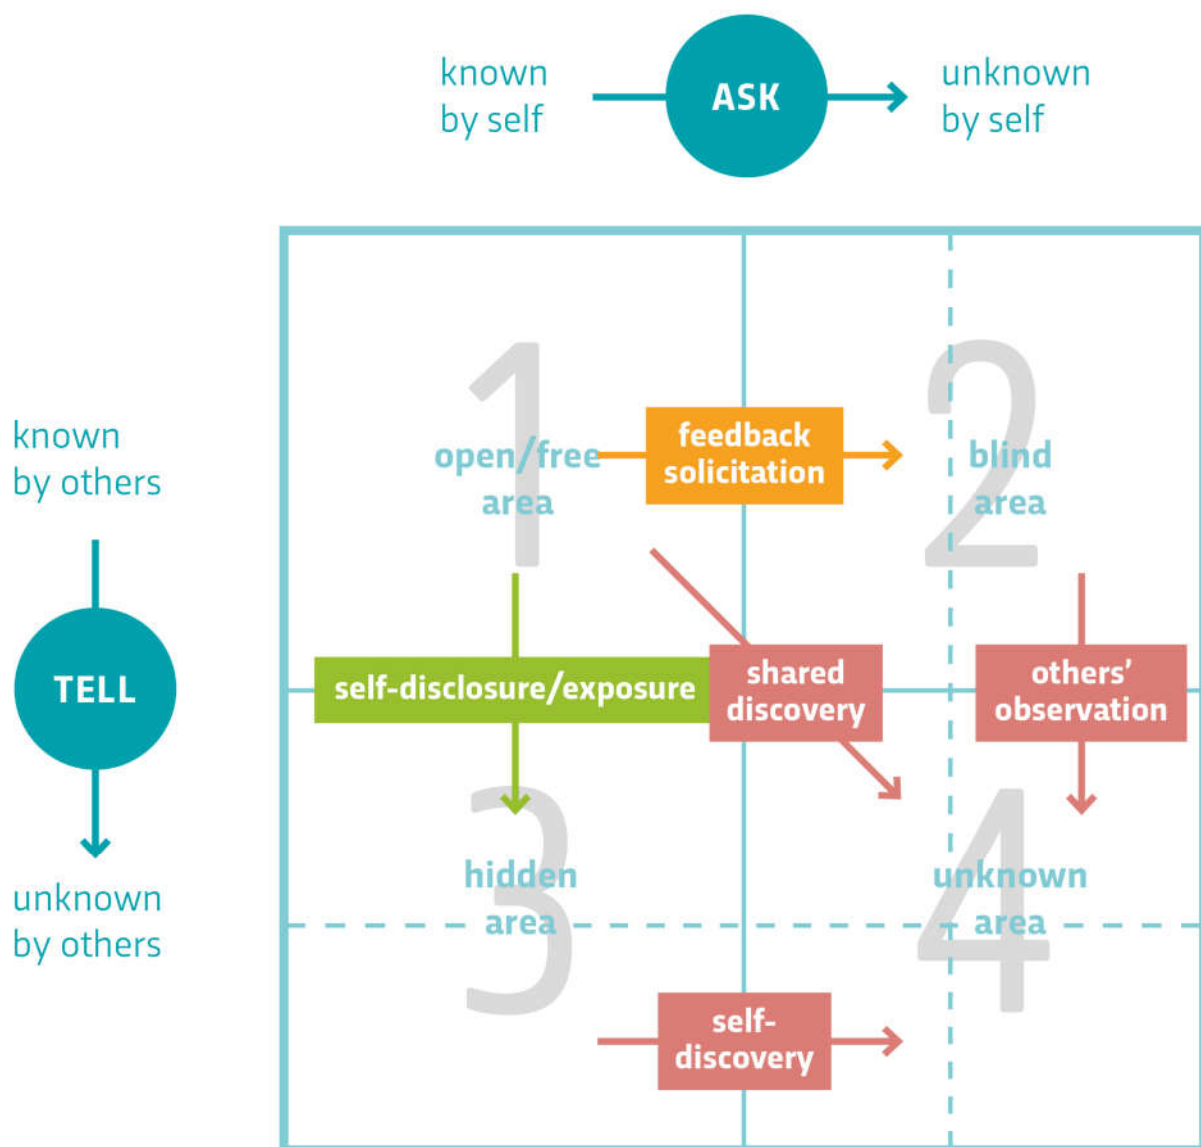 known
by self
ASK
unknown
by self
known
by others
TELL
unknown
by others
1
open/free
area
feedback
solicitation
2
blind
area
self-disclosure/exposure
shared
discovery
others’
observation
3
hidden
area
4
unknown
area
self-
discovery